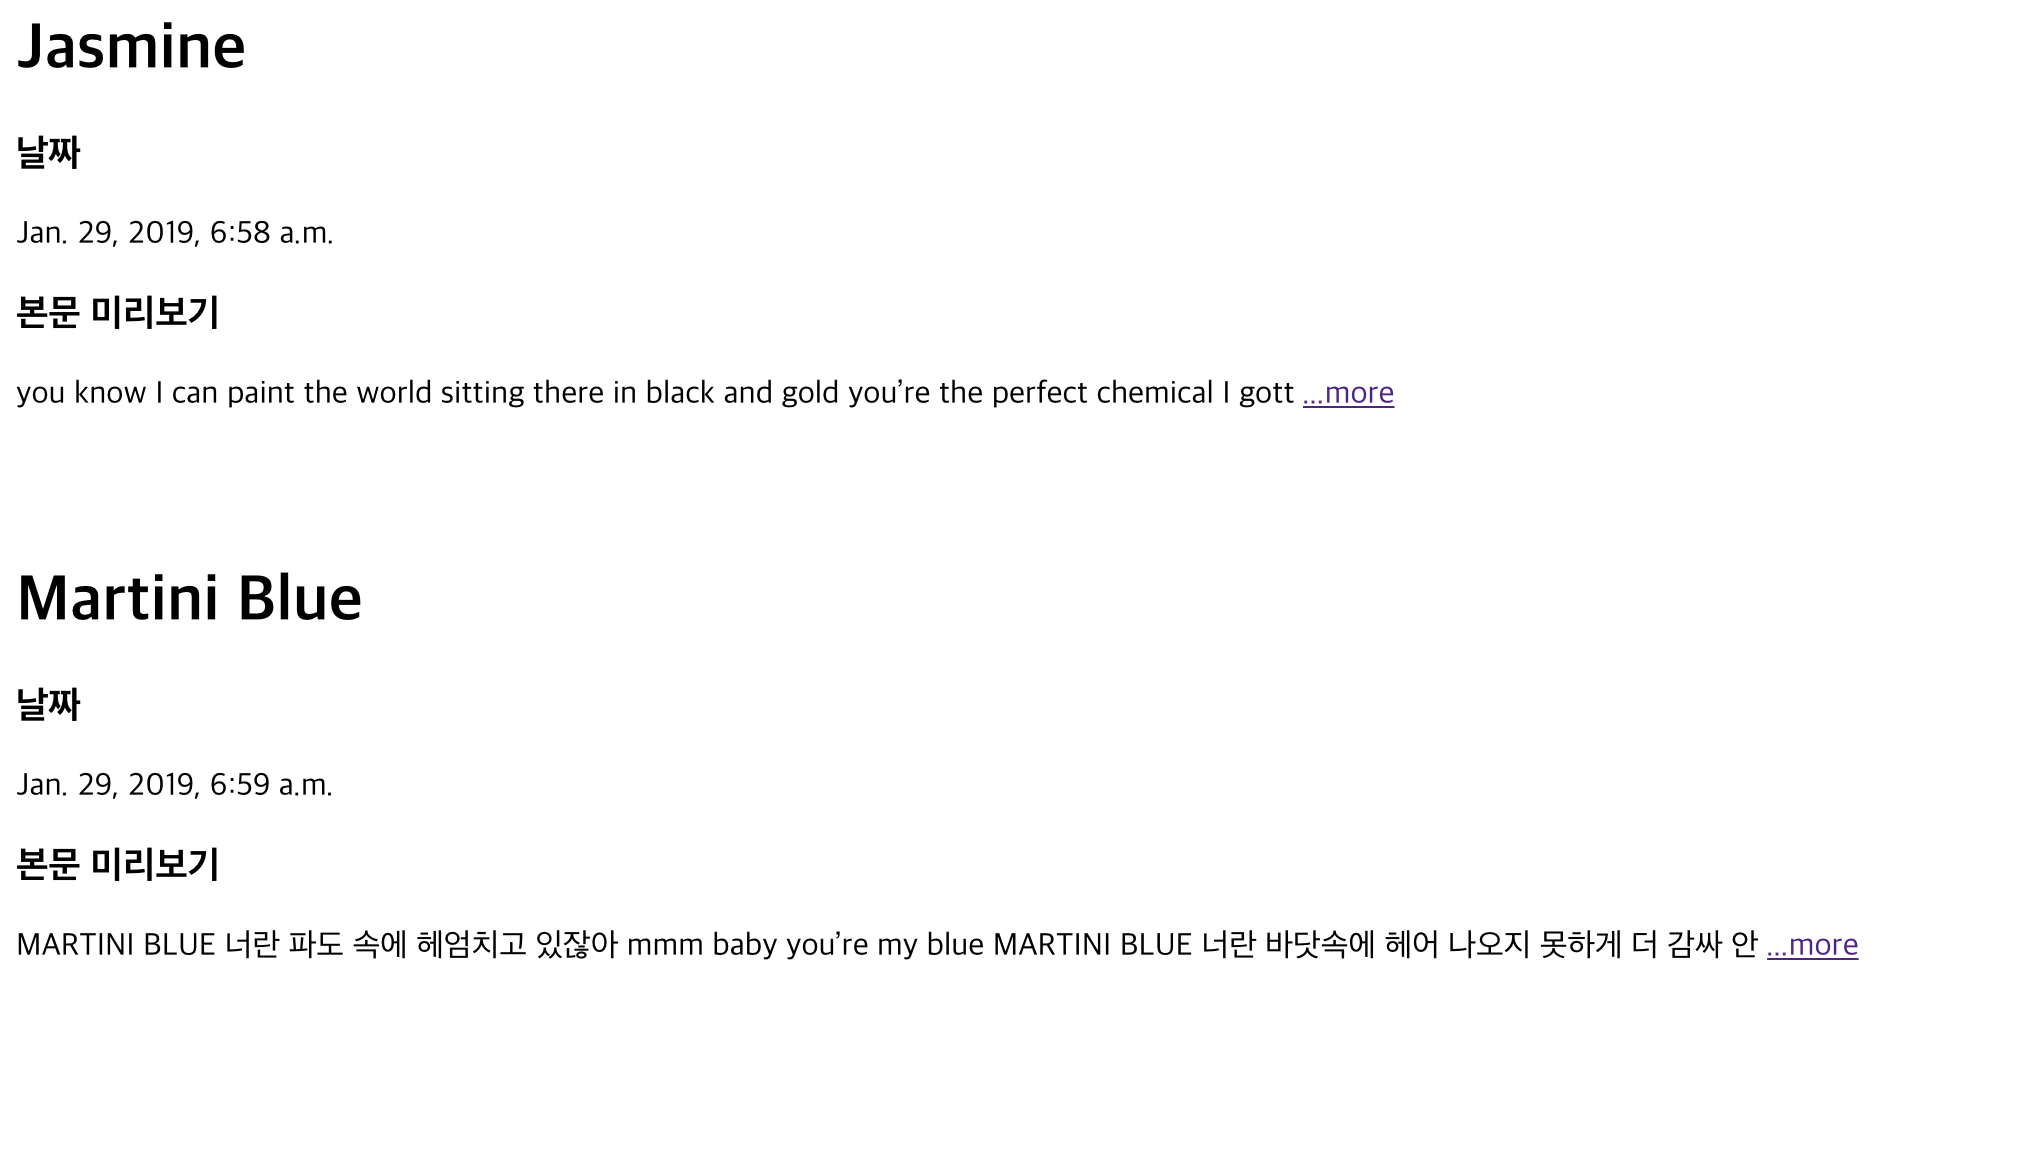 Jasmine
날짜
Jan. 29, 2019, 6:58 a.m.
본문 미리보기
you know I can paint the world sitting there in black and gold you’re the perfect chemical I gott ...more
Martini Blue
날짜
Jan. 29, 2019, 6:59 a.m.
본문 미리보기
MARTINI BLUE 너란 파도 속에 헤엄치고 있잖아 mmm baby you’re my blue MARTINI BLUE 너란 바닷속에 헤어 나오지 못하게 더 감싸 안 ...more